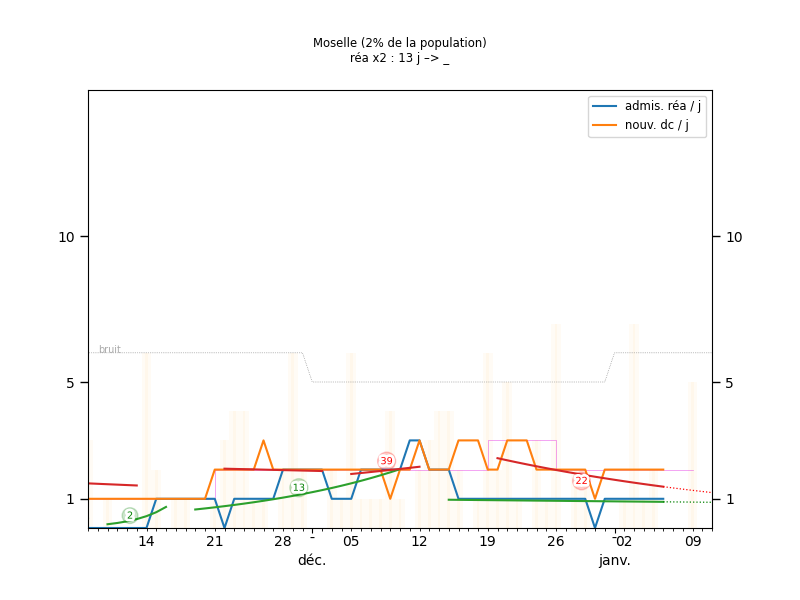 Moselle (2% de la population)
réa x2 : 13 j –> _
admis. réa / j
nouv. dc / j
10 10
bruit
5 5
39
22
13
2
1 1
14 21 28 - 05 12 19 26 - 02 09
déc. janv.